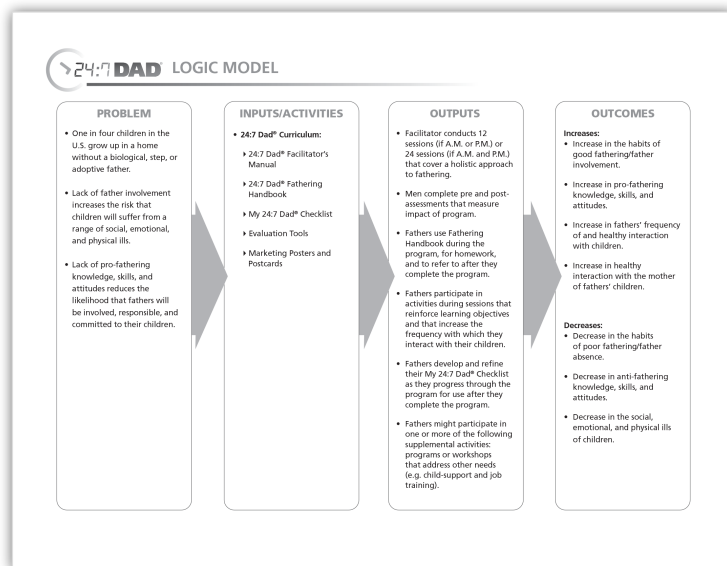 24:7 DAD® LOGIC MODEL
PROBLEM
• One in four children in the
U.S. grow up in a home
without a biological, step, or
adoptive father.
• Lack of father involvement
increases the risk that
children will suffer from a
range of social, emotional,
and physical ills.
• Lack of pro-fathering
knowledge, skills, and
attitudes reduces the
likelihood that fathers will
be involved, responsible, and
committed to their children.
INPUTS/ACTIVITIES
• 24:7 Dad® Curriculum:
24:7 Dad® Facilitator's
Manual
24:7 Dad® Fathering
Handbook
My 24:7 Dad® Checklist
Evaluation Tools
Marketing Posters and
Postcards
OUTPUTS
• Facilitator conducts 12
sessions (if A.M. or P.M.) or
24 sessions (if A.M. and P.M.)
that cover a holistic approach
to fathering.
• Men complete pre and post-
assessments that measure
impact of program.
• Fathers use Fathering
Handbook during the
program, for homework,
and to refer to after they
complete the program.
• Fathers participate in
activities during sessions that
reinforce learning objectives
and that increase the
frequency with which they
interact with their children.
• Fathers develop and refine
their My 24:7 Dad® Checklist
as they progress through the
program for use after they
complete the program.
• Fathers might participate in
one or more of the following
supplemental activities:
programs or workshops
that address other needs
(e.g. child-support and job
training).
OUTCOMES
Increases:
• Increase in the habits of
good fathering/father
involvement.
• Increase in pro-fathering
knowledge, skills, and
attitudes.
• Increase in fathers' frequency
of and healthy interaction
with children.
• Increase in healthy
interaction with the mother
of fathers' children.
Decreases:
• Decrease in the habits
of poor fathering/father
absence.
• Decrease in anti-fathering
knowledge, skills, and
attitudes.
• Decrease in the social,
emotional, and physical ills
of children.